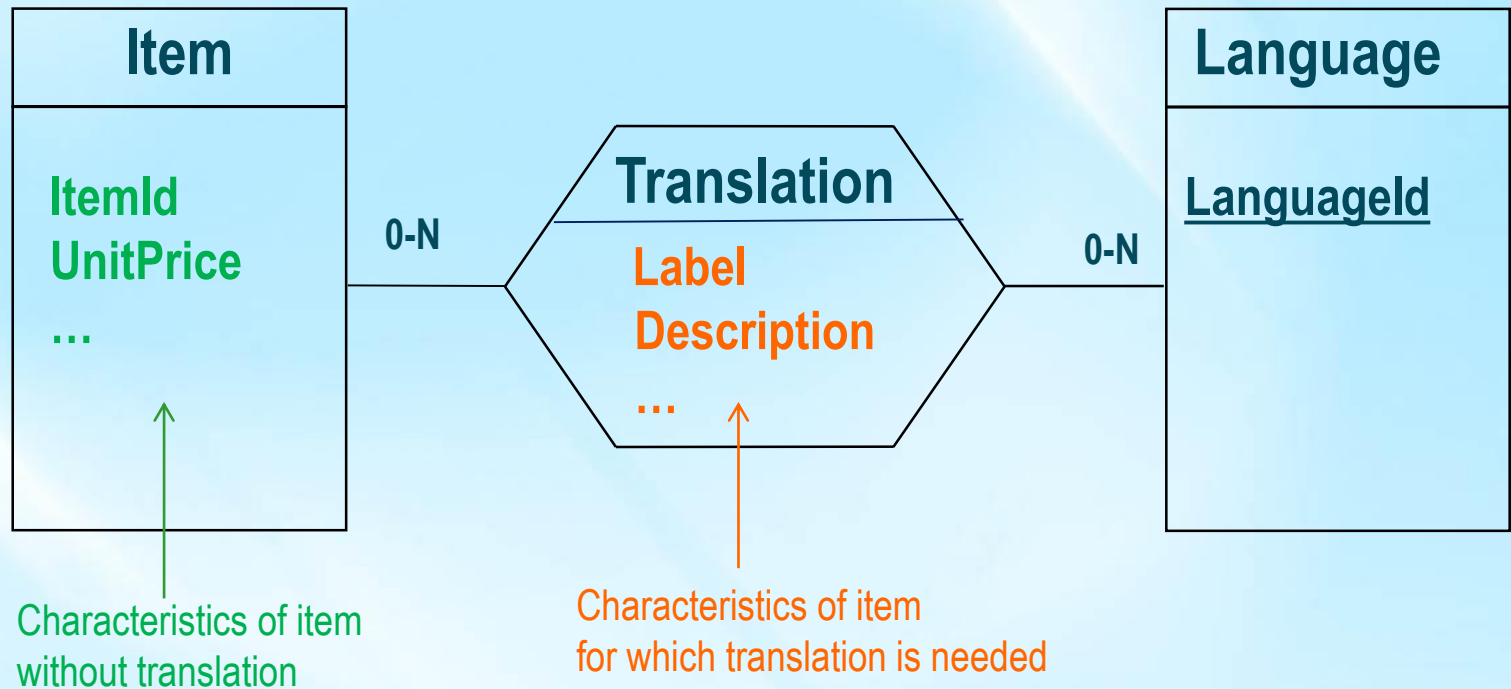 Item
ItemId
UnitPrice
…
0-N
Translation
Label
Description
…
0-N
Language
LanguageId
Characteristics of item
without translation
Characteristics of item
for which translation is needed